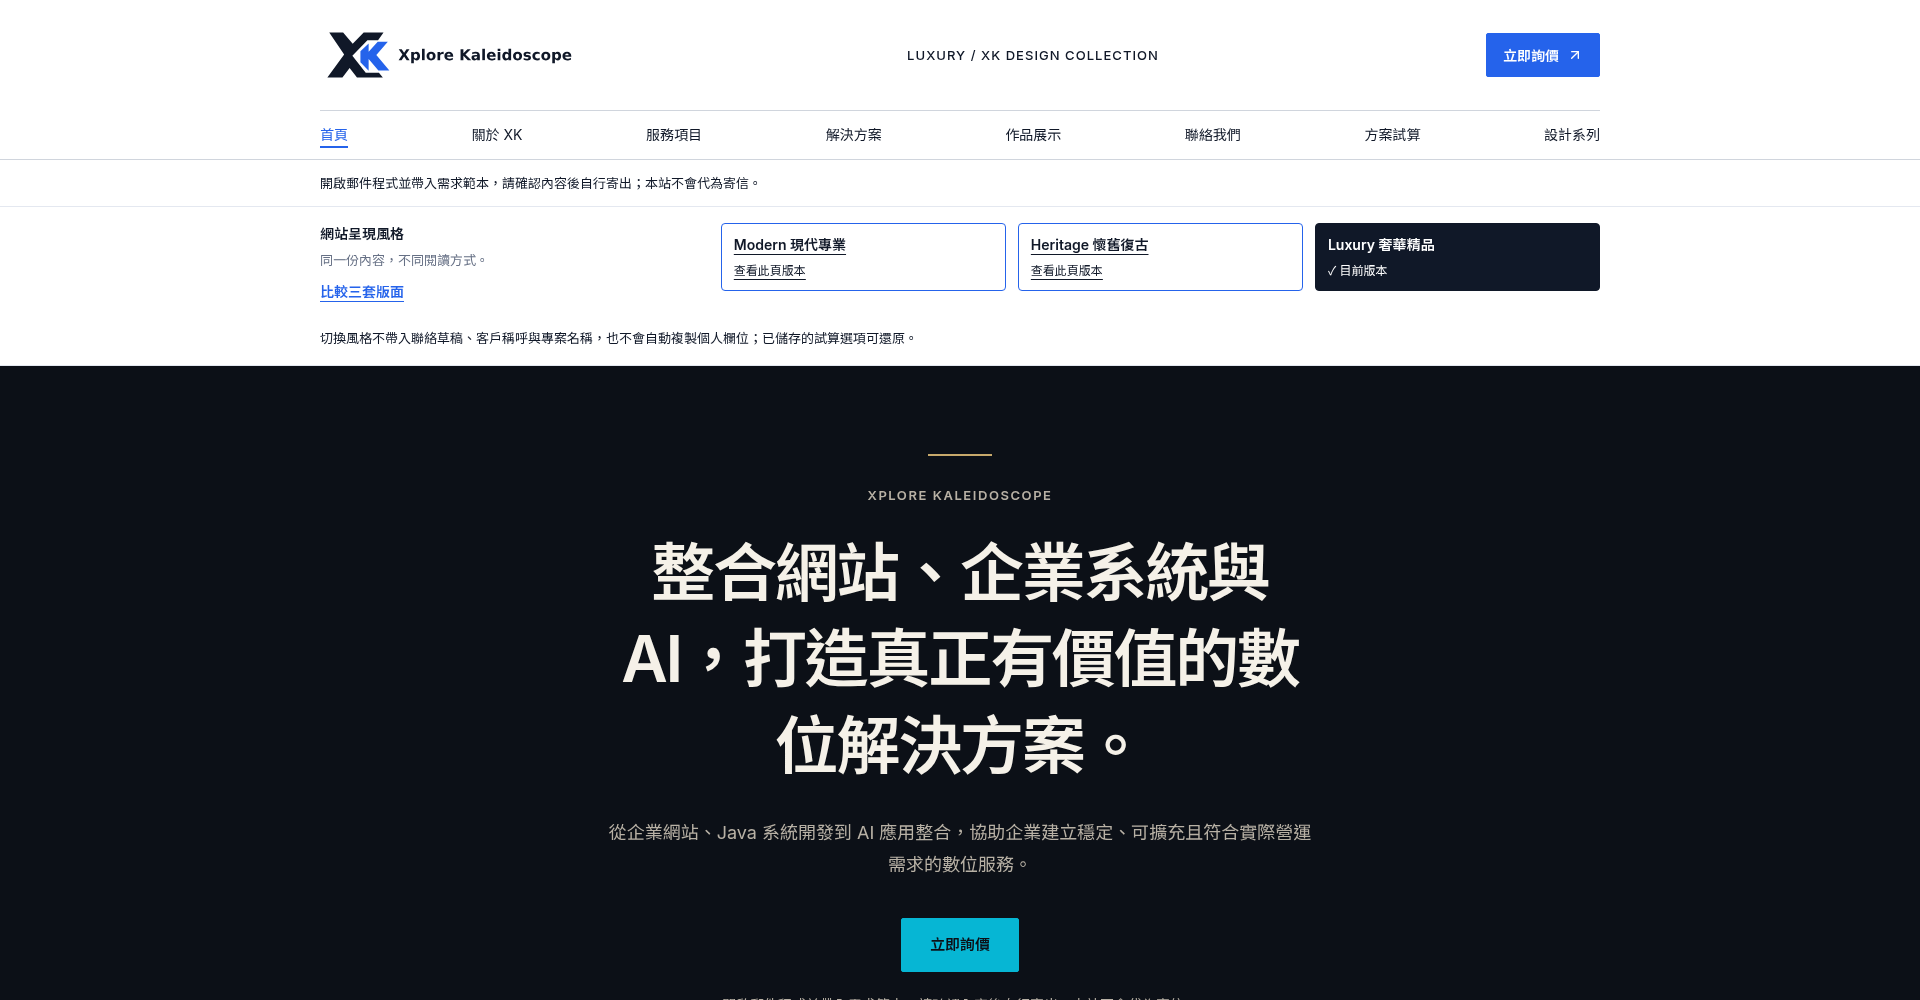 Xplore Kaleidoscope
LUXURY / XK DESIGN COLLECTION
立即詢價
首頁
關於 XK
服務項目
解決方案
作品展示
聯絡我們
方案試算
設計系列
開啟郵件程式並帶入需求範本，請確認內容後自行寄出；本站不會代為寄信。
網站呈現風格
同一份內容，不同閱讀方式。
比較三套版面
Modern 現代專業
查看此頁版本
Heritage 懷舊復古
查看此頁版本
Luxury 奢華精品
✓ 目前版本
切換風格不帶入聯絡草稿、客戶稱呼與專案名稱，也不會自動複製個人欄位；已儲存的試算選項可還原。
XPLORE KALEIDOSCOPE
整合網站、企業系統與
AI，打造真正有價值的數
位解決方案。
從企業網站、Java 系統開發到 AI 應用整合，協助企業建立穩定、可擴充且符合實際營運
需求的數位服務。
立即詢價